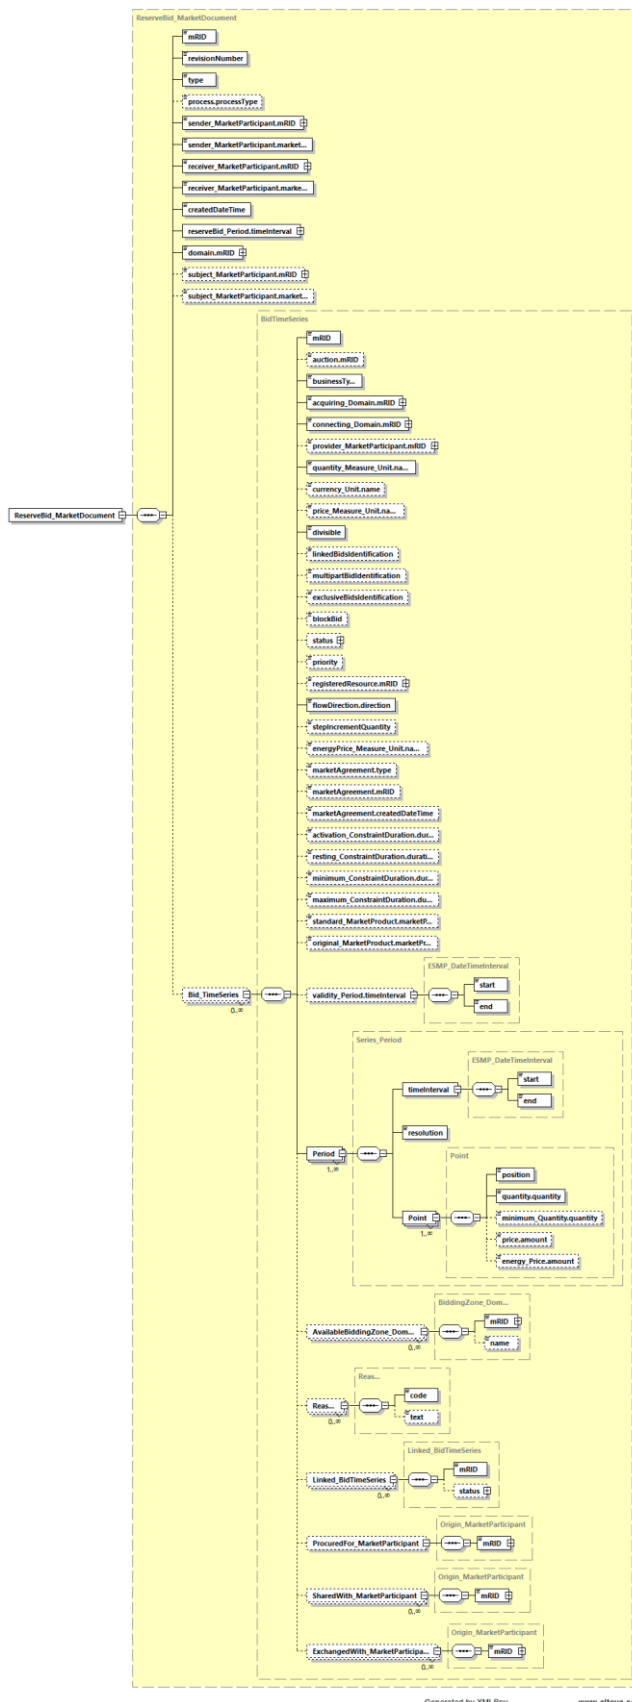 ReserveBid_MarketDocument
mRID
revisionNumber
type
process.processType
sender_MarketParticipant.mRID
sender_MarketParticipant.market...
receiver_MarketParticipant.mRID
receiver_MarketParticipant.marke...
createdDateTime
reserveBid_Period.timeInterval
domain.mRID
subject_MarketParticipant.mRID
subject_MarketParticipant.market...
BidTimeSeries
mRID
auction.mRID
businessTy...
acquiring_Domain.mRID
connecting_Domain.mRID
provider_MarketParticipant.mRID
quantity_Measure_Unit.na...
currency_Unit.name
price_Measure_Unit.na...
ReserveBid_MarketDocument
divisible
linkedBidsIdentification
multipartBidIdentification
exclusiveBidsIdentification
blockBid
status
priority
registeredResource.mRID
flowDirection.direction
stepIncrementQuantity
energyPrice_Measure_Unit.na...
marketAgreement.type
marketAgreement.mRID
marketAgreement.createdDateTime
activation_ConstraintDuration.dur...
resting_ConstraintDuration.durati...
minimum_ConstraintDuration.dur...
maximum_ConstraintDuration.du...
standard_MarketProduct.marketP...
original_MarketProduct.marketPr...
Bid_TimeSeries
0..∞
validity_Period.timeInterval
ESMP_DateTimeInterval
start
end
Series_Period
timeInterval
ESMP_DateTimeInterval
start
end
resolution
Period
1..∞
Point
Point
1..∞
position
quantity.quantity
minimum_Quantity.quantity
price.amount
energy_Price.amount
AvailableBiddingZone_Dom...
0..∞
BiddingZone_Dom...
mRID
name
Reas...
0..∞
Reas...
code
text
Linked_BidTimeSeries
0..∞
Linked_BidTimeSeries
mRID
status
ProcuredFor_MarketParticipant
Origin_MarketParticipant
mRID
SharedWith_MarketParticipant
0..∞
Origin_MarketParticipant
mRID
ExchangedWith_MarketParticipa...
0..∞
Origin_MarketParticipant
mRID